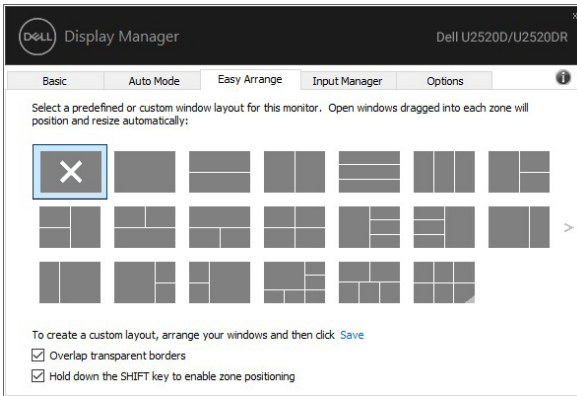 DELL Display Manager Dell U2520D/U2520DR
Basic Auto Mode Easy Arrange Input Manager Options
Select a predefined or custom window layout for this monitor. Open windows dragged into each zone will
position and resize automatically:
To create a custom layout, arrange your windows and then click Save
Overlap transparent borders
Hold down the SHIFT key to enable zone positioning